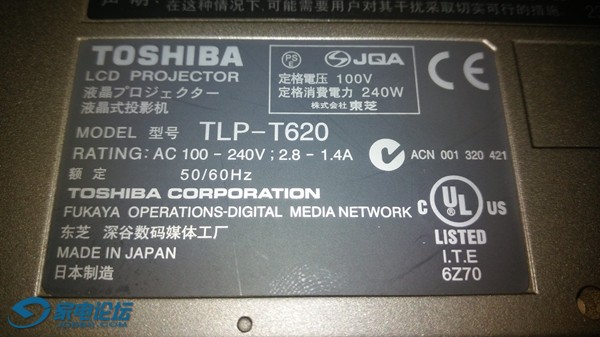 在这种情况下,可能需要用户对其干扰采取切实可行的措施
TOSHIBA
LCD PROJECTOR
液晶プロジェクター
液晶式投影机
PS
E
JQA
定格電圧 100V
定格消費電力 240W
株式会社 東芝
CE
MODEL 型号 TLP-T620
RATING: AC 100 - 240V ; 2.8 - 1.4A
额定 50/60Hz
ACN 001 320 421
TOSHIBA CORPORATION
FUKAYA OPERATIONS-DIGITAL MEDIA NETWORK
东芝 深谷数码媒体工厂
MADE IN JAPAN
日本制造
C UL US
LISTED
I.T.E
6Z70
家电论坛